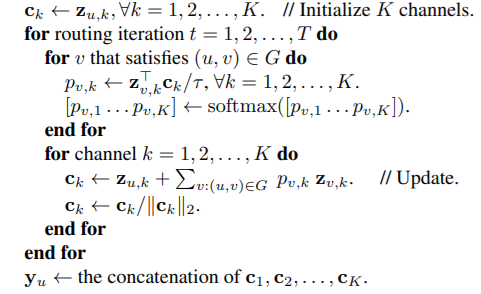 c_k ← z_{u,k}, ∀k = 1, 2, . . . , K. // Initialize K channels.
for routing iteration t = 1, 2, . . . , T do
for v that satisfies (u, v) ∈ G do
p_{v,k} ← z_{v,k}^⊤ c_k/τ, ∀k = 1, 2, . . . , K.
[p_{v,1} . . . p_{v,K}] ← softmax([p_{v,1} . . . p_{v,K}]).
end for
for channel k = 1, 2, . . . , K do
c_k ← z_{u,k} + ∑_{v:(u,v)∈G} p_{v,k} z_{v,k}. // Update.
c_k ← c_k/‖c_k‖_2.
end for
end for
y_u ← the concatenation of c_1, c_2, . . . , c_K.